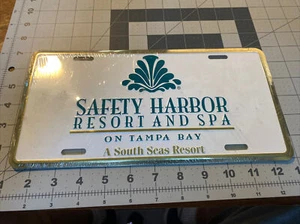 SAFETY HARBOR
RESORT AND SPA
ON TAMPA BAY
A South Seas Resort